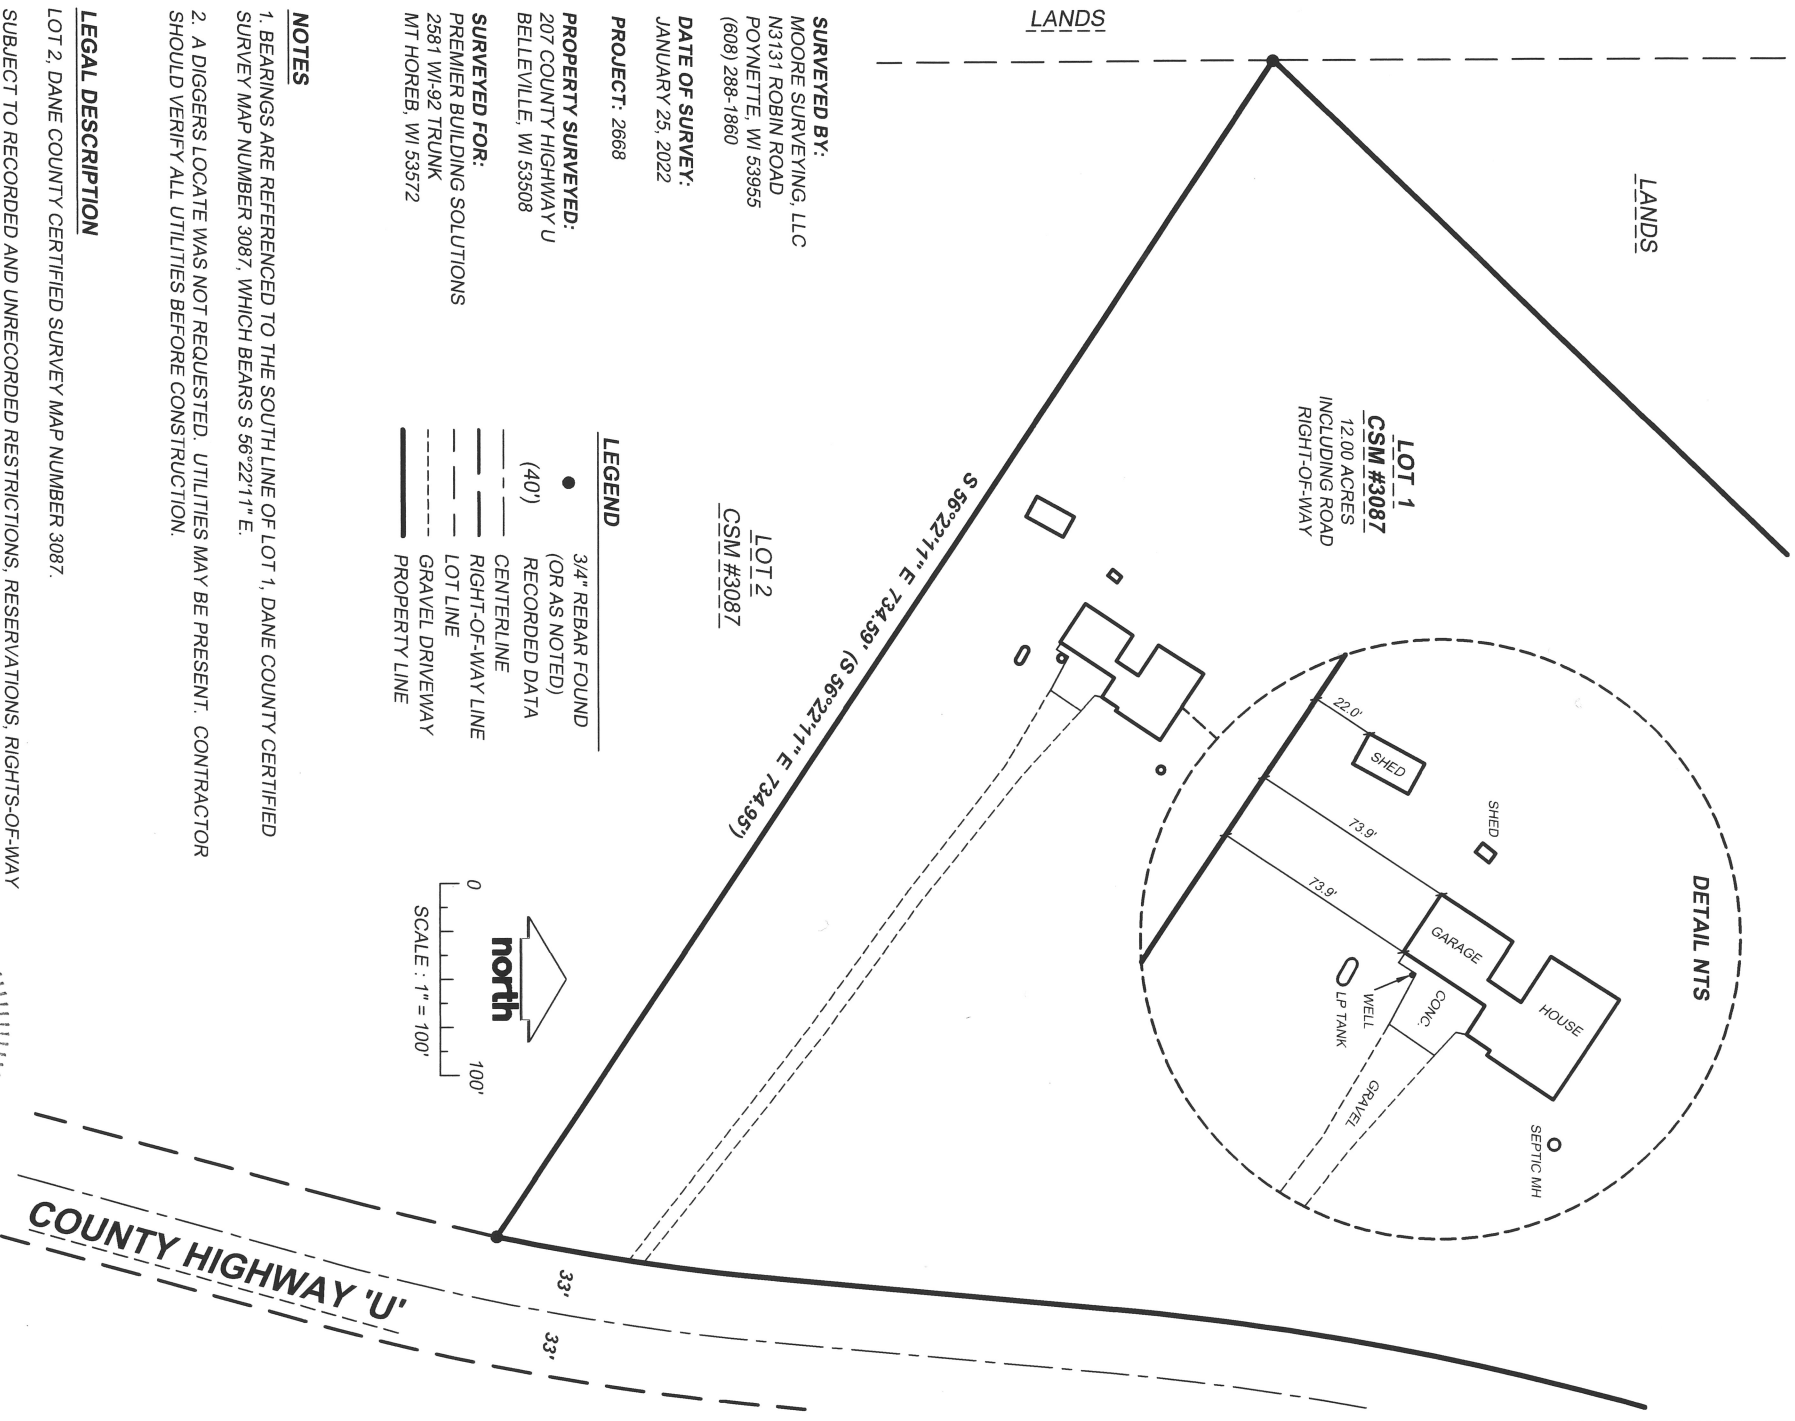 LANDS
LANDS
LOT 1
CSM #3087
12.00 ACRES
INCLUDING ROAD
RIGHT-OF-WAY
DETAIL NTS
22.0'
SHED
SHED
73.9'
73.9'
GARAGE
HOUSE
CONC.
WELL
LP TANK
GRAVEL
SEPTIC MH
S 56°22'11" E 734.59' (S 56°22'11" E 734.95')
LOT 2
CSM #3087
SURVEYED BY:
MOORE SURVEYING, LLC
N3131 ROBIN ROAD
POYNETTE, WI 53955
(608) 288-1860
DATE OF SURVEY:
JANUARY 25, 2022
PROJECT: 2668
PROPERTY SURVEYED:
207 COUNTY HIGHWAY U
BELLEVILLE, WI 53508
SURVEYED FOR:
PREMIER BUILDING SOLUTIONS
2581 WI-92 TRUNK
MT HOREB, WI 53572
LEGEND
3/4" REBAR FOUND
(OR AS NOTED)
(40') RECORDED DATA
CENTERLINE
RIGHT-OF-WAY LINE
LOT LINE
GRAVEL DRIVEWAY
PROPERTY LINE
north
0 100'
SCALE : 1" = 100'
33'
33'
COUNTY HIGHWAY 'U'
NOTES
1. BEARINGS ARE REFERENCED TO THE SOUTH LINE OF LOT 1, DANE COUNTY CERTIFIED
SURVEY MAP NUMBER 3087, WHICH BEARS S 56°22'11" E.
2. A DIGGERS LOCATE WAS NOT REQUESTED. UTILITIES MAY BE PRESENT. CONTRACTOR
SHOULD VERIFY ALL UTILITIES BEFORE CONSTRUCTION.
LEGAL DESCRIPTION
LOT 2, DANE COUNTY CERTIFIED SURVEY MAP NUMBER 3087.
SUBJECT TO RECORDED AND UNRECORDED RESTRICTIONS, RESERVATIONS, RIGHTS-OF-WAY